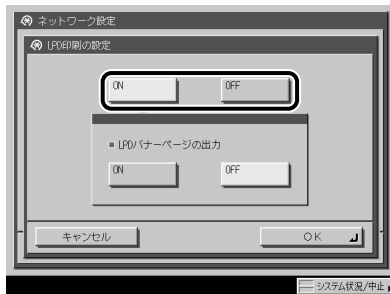 ネットワーク設定
LPD印刷の設定
ON OFF
■ LPDバナーページの出力
ON OFF
キャンセル OK
システム状況/中止